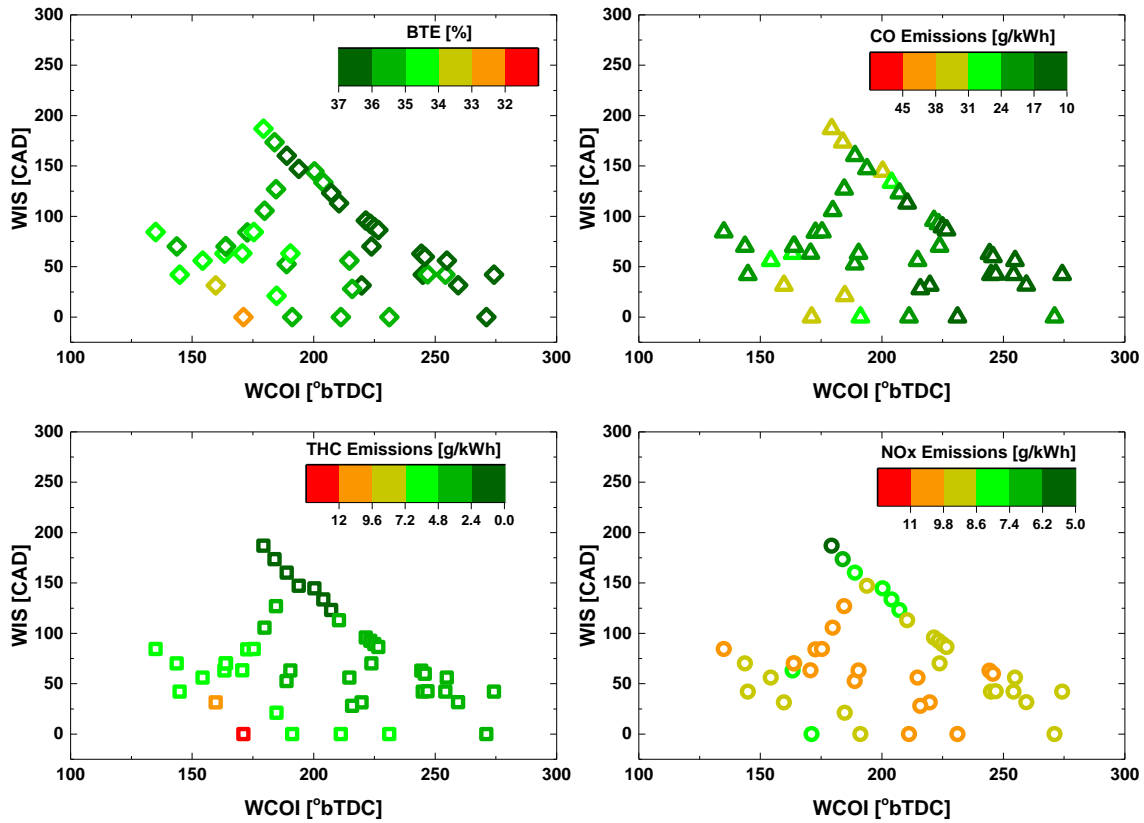 BTE [%]
37 36 35 34 33 32
WIS [CAD]
300
250
200
150
100
50
0
100 150 200 250 300
WCOI [ºbTDC]
CO Emissions [g/kWh]
45 38 31 24 17 10
WIS [CAD]
300
250
200
150
100
50
0
100 150 200 250 300
WCOI [ºbTDC]
THC Emissions [g/kWh]
12 9.6 7.2 4.8 2.4 0.0
WIS [CAD]
300
250
200
150
100
50
0
100 150 200 250 300
WCOI [ºbTDC]
NOx Emissions [g/kWh]
11 9.8 8.6 7.4 6.2 5.0
WIS [CAD]
300
250
200
150
100
50
0
100 150 200 250 300
WCOI [ºbTDC]